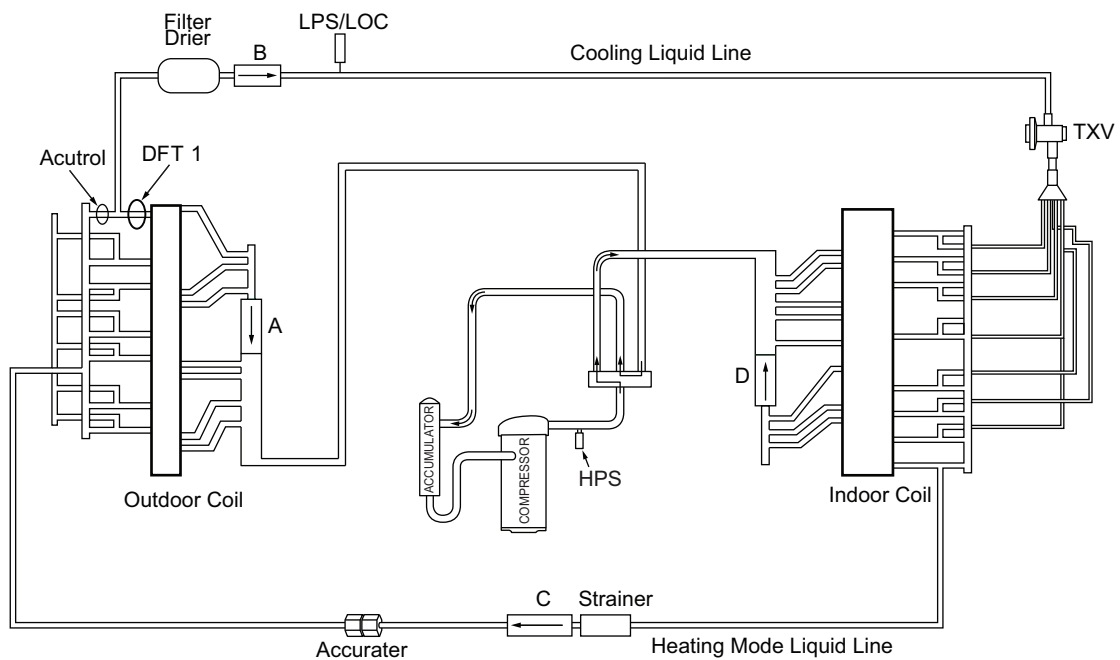 Filter
Drier
B
LPS/LOC
Cooling Liquid Line
TXV
Acutrol
DFT 1
A
D
ACCUMULATOR
COMPRESSOR
HPS
Outdoor Coil
Indoor Coil
C
Strainer
Accurater
Heating Mode Liquid Line